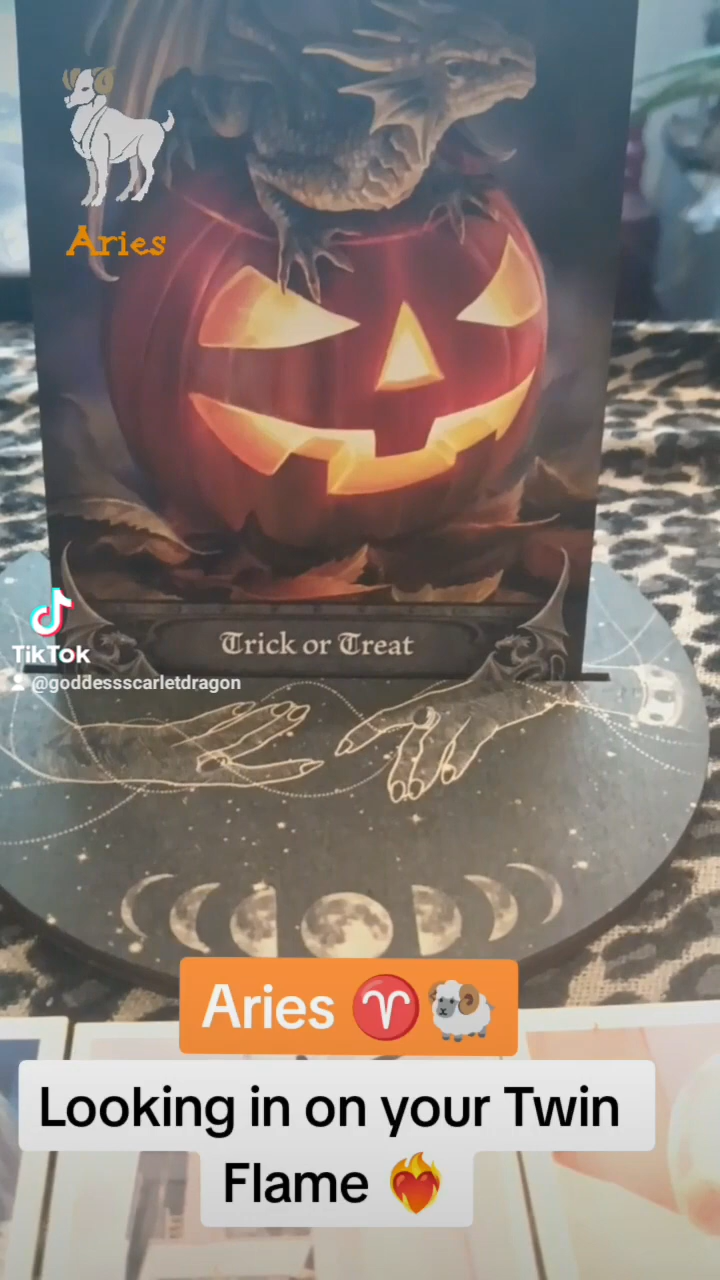 Aries
Trick or Treat
TikTok
@goddessscarletdragon
Aries ♈🐏
Looking in on your Twin
Flame ❤️‍🔥